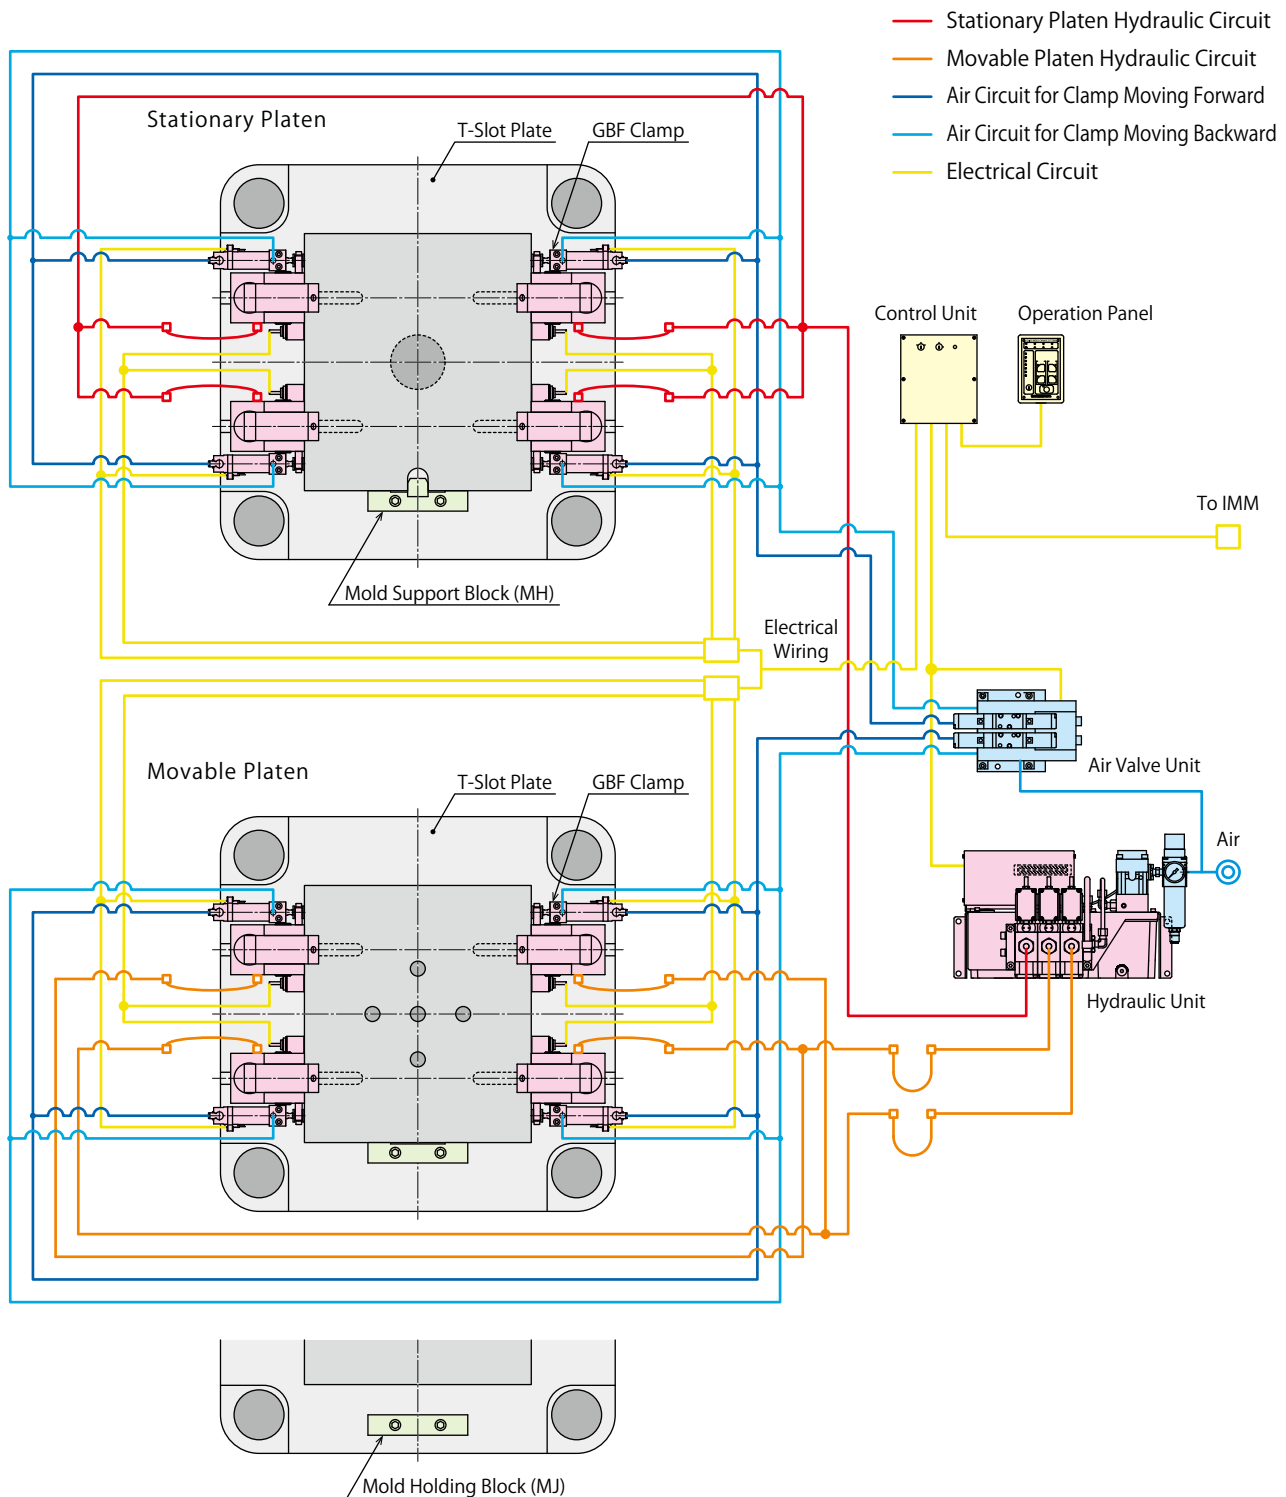 Stationary Platen Hydraulic Circuit
Movable Platen Hydraulic Circuit
Air Circuit for Clamp Moving Forward
Air Circuit for Clamp Moving Backward
Electrical Circuit
Stationary Platen
T-Slot Plate
GBF Clamp
Control Unit
Operation Panel
To IMM
Mold Support Block (MH)
Electrical
Wiring
Air Valve Unit
Movable Platen
T-Slot Plate
GBF Clamp
Air
Hydraulic Unit
Mold Holding Block (MJ)